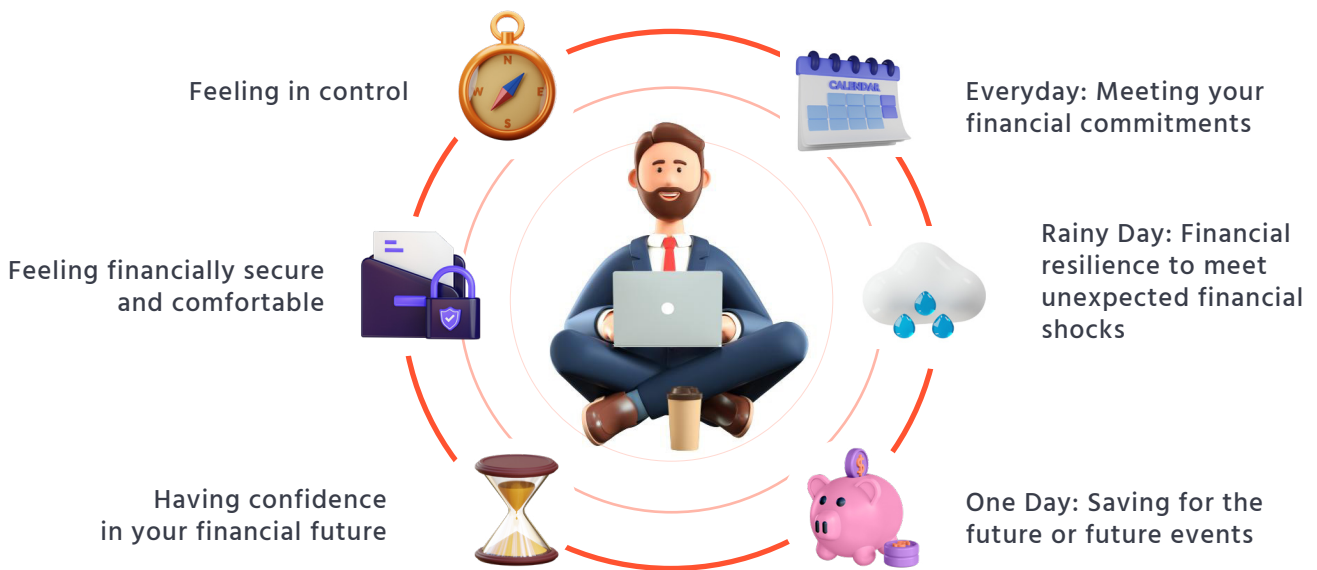 Feeling in control
N
W
E
S
CALENDAR
Everyday: Meeting your
financial commitments
Feeling financially secure
and comfortable
Rainy Day: Financial
resilience to meet
unexpected financial
shocks
Having confidence
in your financial future
$
One Day: Saving for the
future or future events